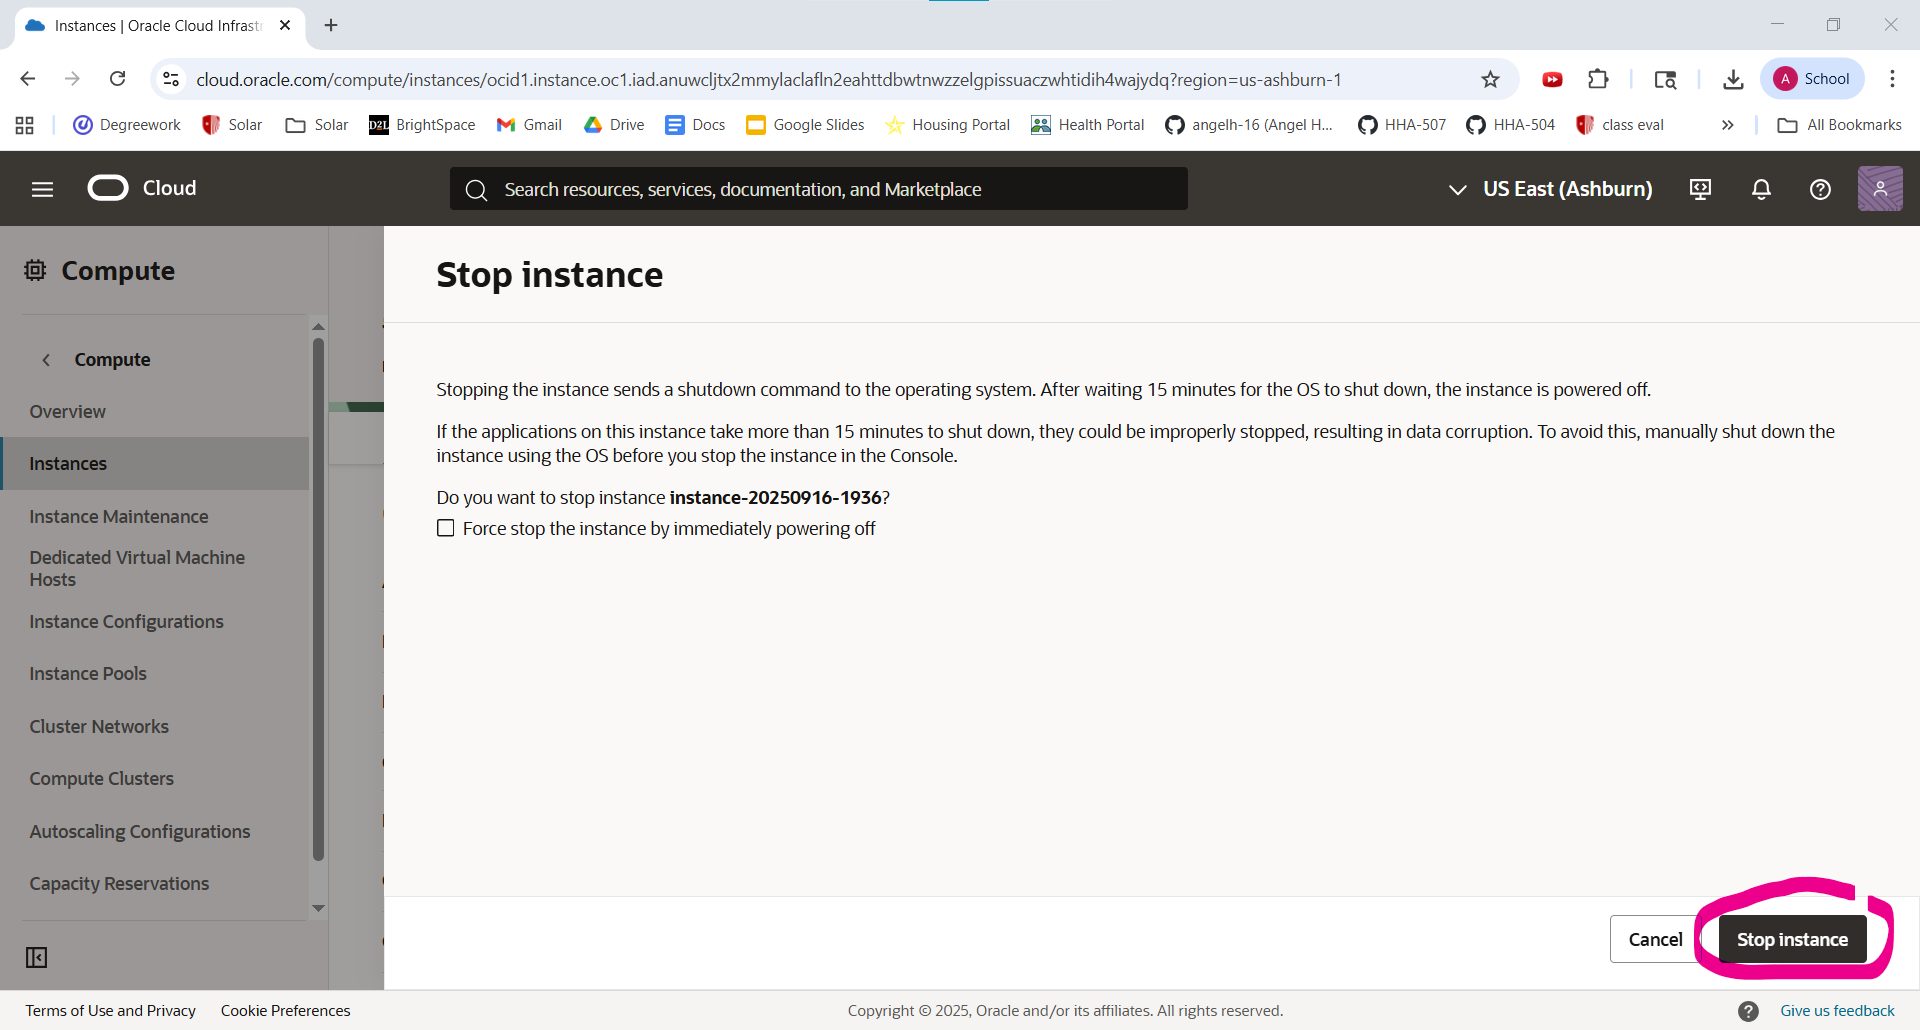 Instances | Oracle Cloud Infrast
cloud.oracle.com/compute/instances/ocid1.instance.oc1.iad.anuwcljtx2mmylaclafln2eahttdbwtnwzzelgpissuaczwhtidih4wajydq?region=us-ashburn-1
A School
Degreework Solar Solar D2L BrightSpace Gmail Drive Docs Google Slides Housing Portal Health Portal angelh-16 (Angel H... HHA-507 HHA-504 class eval All Bookmarks
Cloud
Search resources, services, documentation, and Marketplace
US East (Ashburn)
Compute
Compute
Overview
Instances
Instance Maintenance
Dedicated Virtual Machine
Hosts
Instance Configurations
Instance Pools
Cluster Networks
Compute Clusters
Autoscaling Configurations
Capacity Reservations
Stop instance
Stopping the instance sends a shutdown command to the operating system. After waiting 15 minutes for the OS to shut down, the instance is powered off.
If the applications on this instance take more than 15 minutes to shut down, they could be improperly stopped, resulting in data corruption. To avoid this, manually shut down the
instance using the OS before you stop the instance in the Console.
Do you want to stop instance instance-20250916-1936?
Force stop the instance by immediately powering off
Cancel
Stop instance
Terms of Use and Privacy Cookie Preferences
Copyright © 2025, Oracle and/or its affiliates. All rights reserved.
Give us feedback